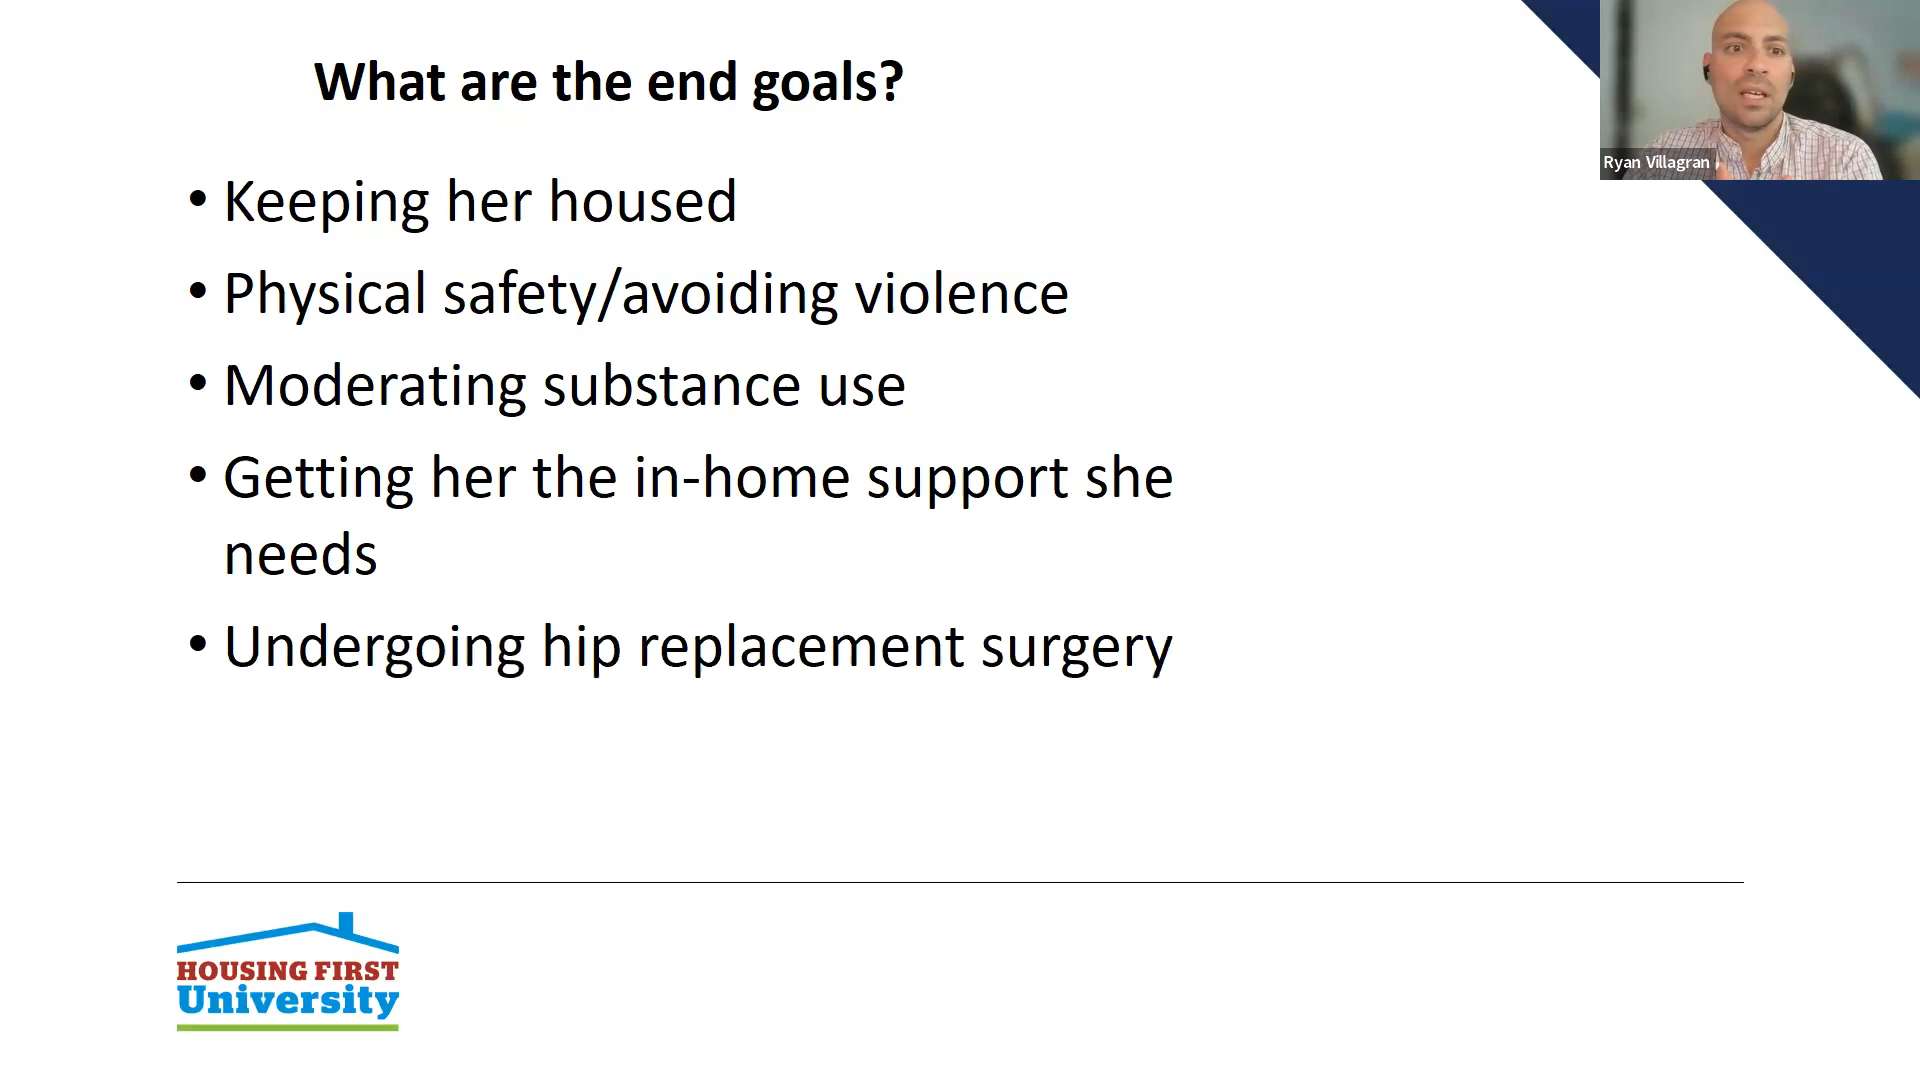 What are the end goals?
Ryan Villagran
• Keeping her housed
• Physical safety/avoiding violence
• Moderating substance use
• Getting her the in-home support she
needs
• Undergoing hip replacement surgery
HOUSING FIRST
University